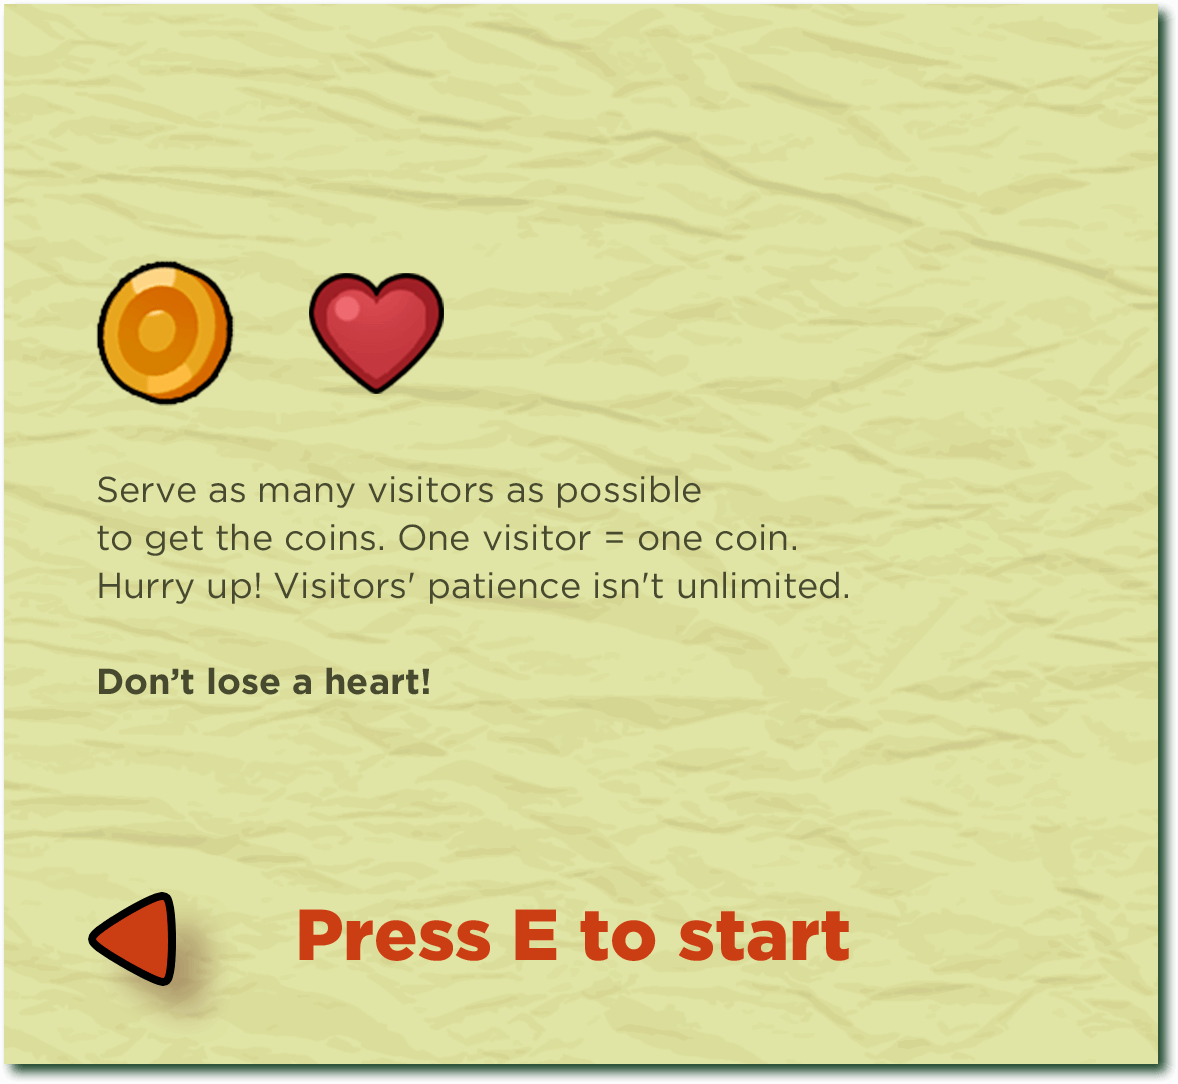 Serve as many visitors as possible
to get the coins. One visitor = one coin.
Hurry up! Visitors' patience isn't unlimited.
Don’t lose a heart!
Press E to start